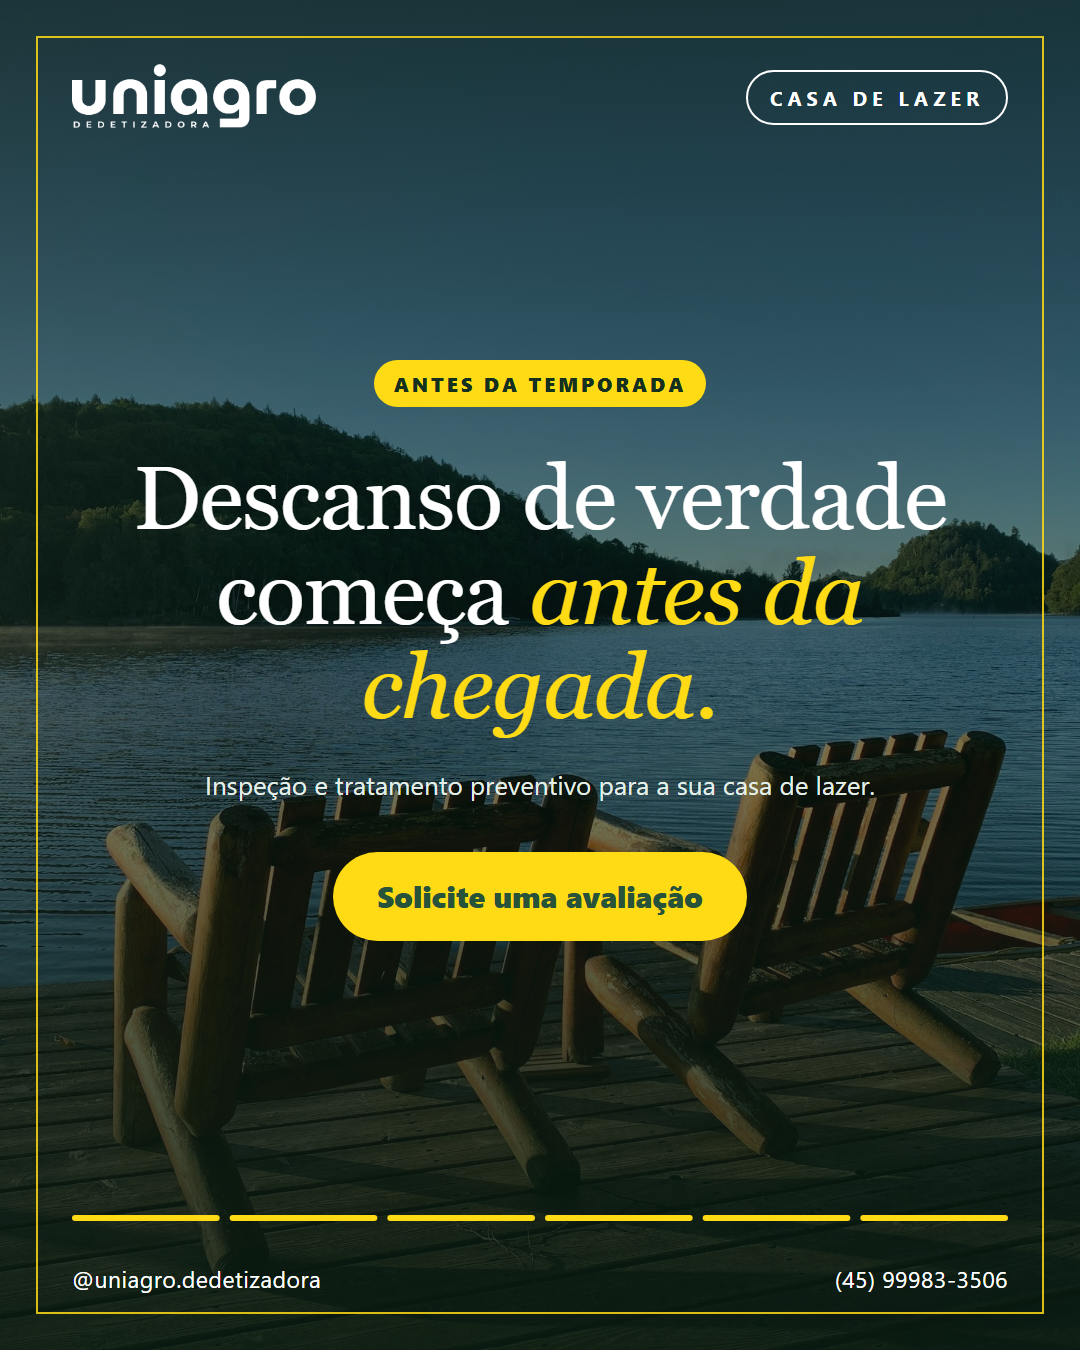 uniagro
DEDETIZADORA
CASA DE LAZER
ANTES DA TEMPORADA
Descanso de verdade
começa antes da
chegada.
Inspeção e tratamento preventivo para a sua casa de lazer.
Solicite uma avaliação
@uniagro.dedetizadora
(45) 99983-3506